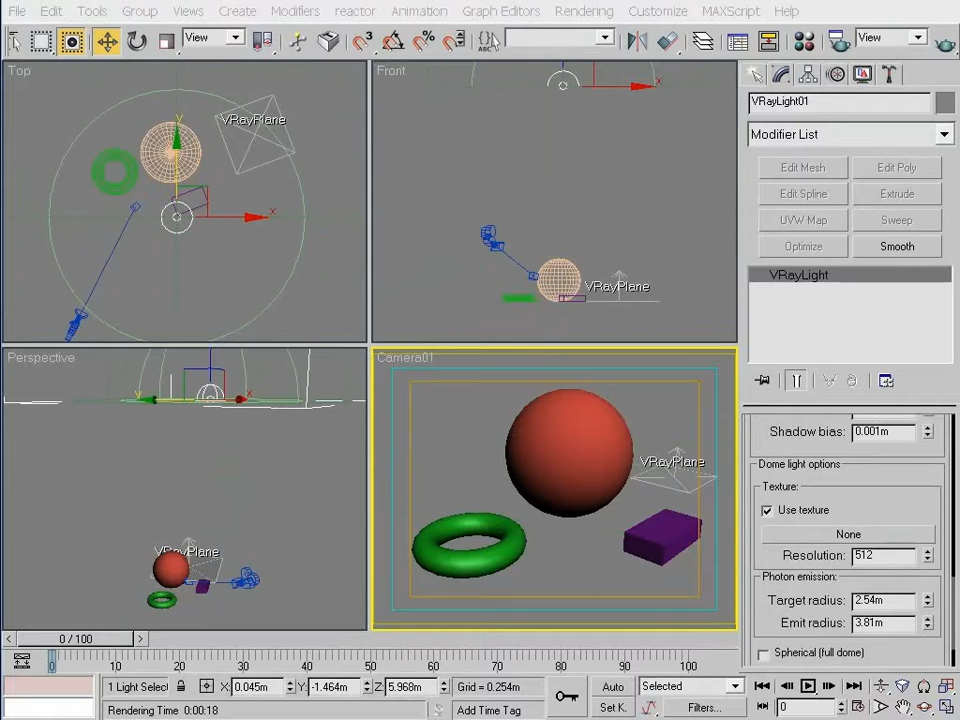 File Edit Tools Group Views Create Modifiers reactor Animation Graph Editors Rendering Customize MAXScript Help
View View
Top
VRayPlane
y
x
Front
x
VRayPlane
VRayLight01
Modifier List
Edit Mesh Edit Poly
Edit Spline Extrude
UVW Map Sweep
Optimize Smooth
VRayLight
Perspective
y x
VRayPlane
Camera01
VRayPlane
Shadow bias: 0.001m
Dome light options
Texture:
Use texture
None
Resolution: 512
Photon emission:
Target radius: 2.54m
Emit radius: 3.81m
Spherical (full dome)
0 / 100
0 10 20 30 40 50 60 70 80 90 100
1 Light Select X: 0.045m Y: -1.464m Z: 5.968m Grid = 0.254m Auto Selected
Rendering Time 0:00:18 Add Time Tag Set K. Filters... 0